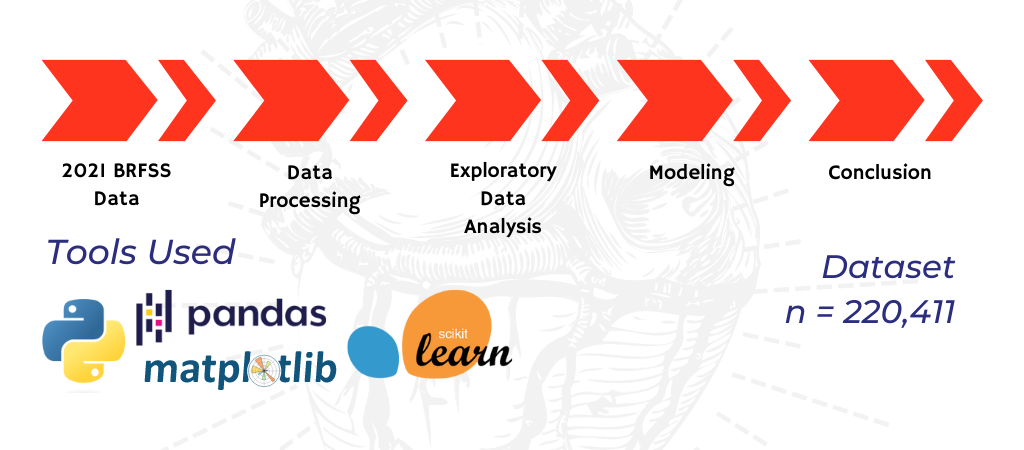 2021 BRFSS
Data
Data
Processing
Exploratory
Data
Analysis
Modeling
Conclusion
Tools Used
pandas
matplotlib
scikit
learn
Dataset
n = 220,411